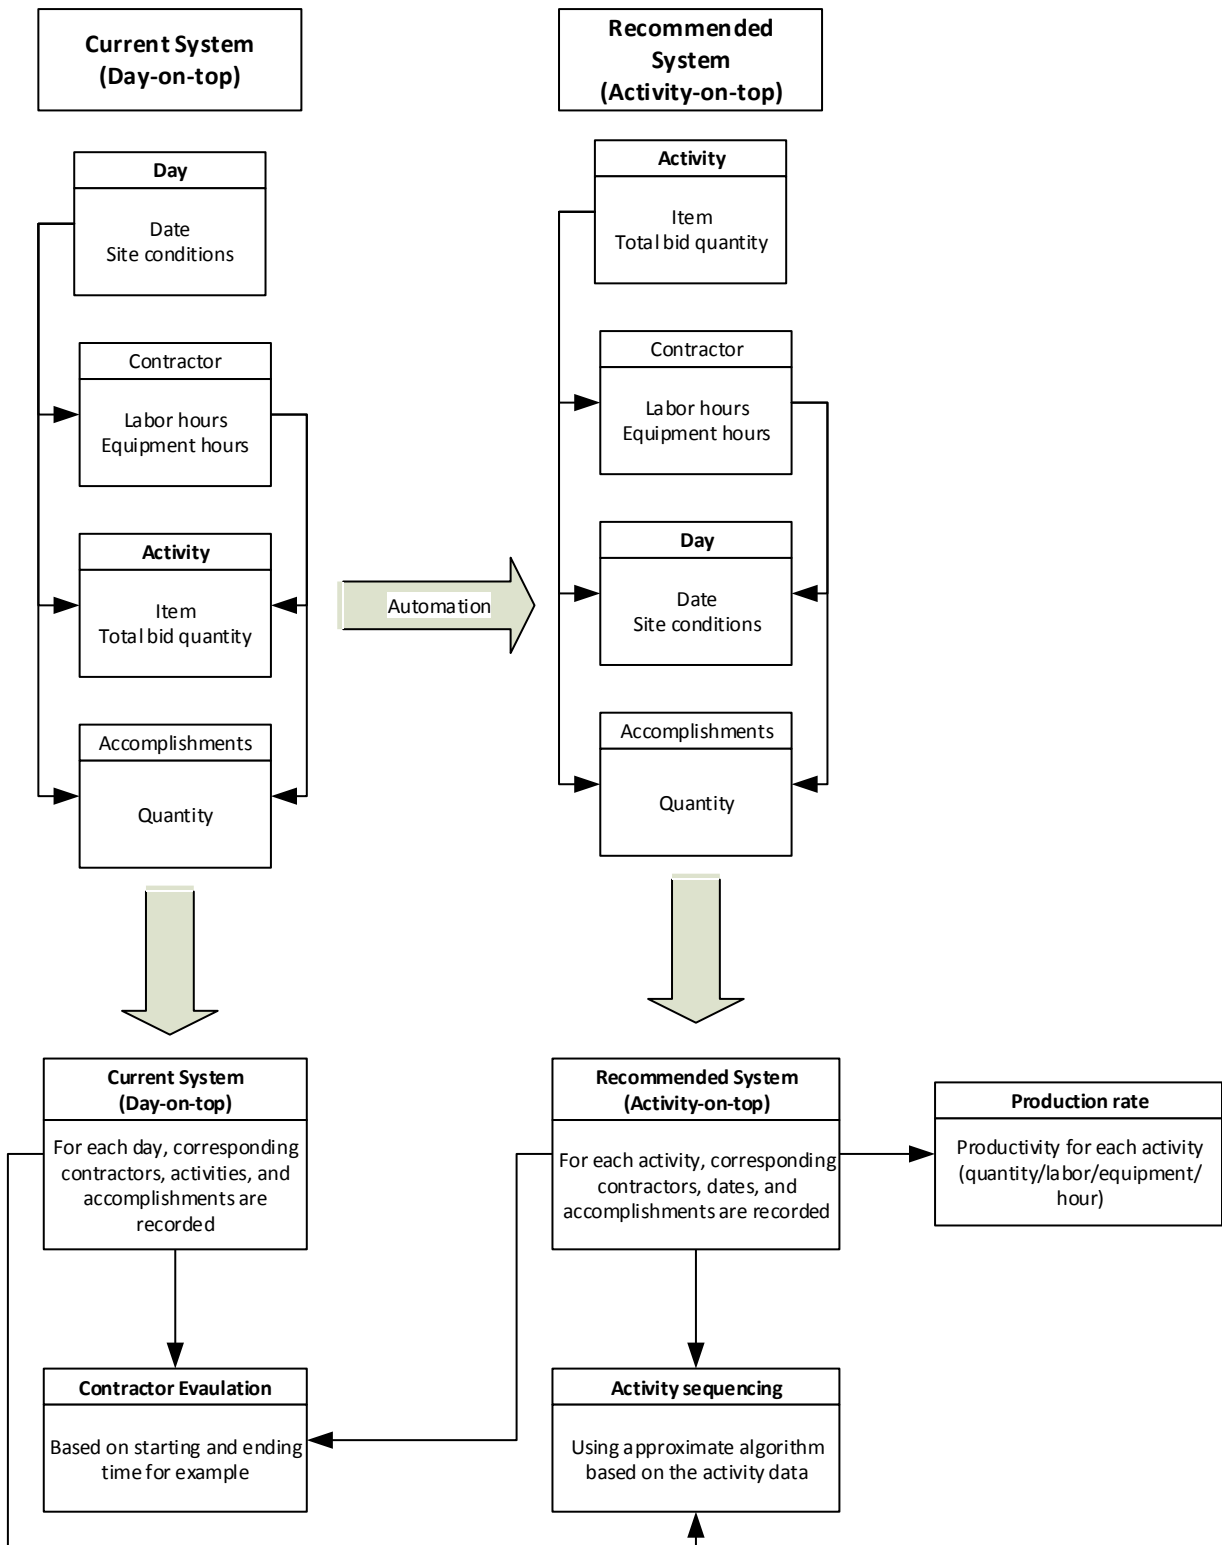 Current System
(Day-on-top)
Recommended
System
(Activity-on-top)
Day
Date
Site conditions
Contractor
Labor hours
Equipment hours
Activity
Item
Total bid quantity
Accomplishments
Quantity
Automation
Activity
Item
Total bid quantity
Contractor
Labor hours
Equipment hours
Day
Date
Site conditions
Accomplishments
Quantity
Current System
(Day-on-top)
For each day, corresponding
contractors, activities, and
accomplishments are
recorded
Recommended System
(Activity-on-top)
For each activity, corresponding
contractors, dates, and
accomplishments are recorded
Production rate
Productivity for each activity
(quantity/labor/equipment/
hour)
Contractor Evaulation
Based on starting and ending
time for example
Activity sequencing
Using approximate algorithm
based on the activity data